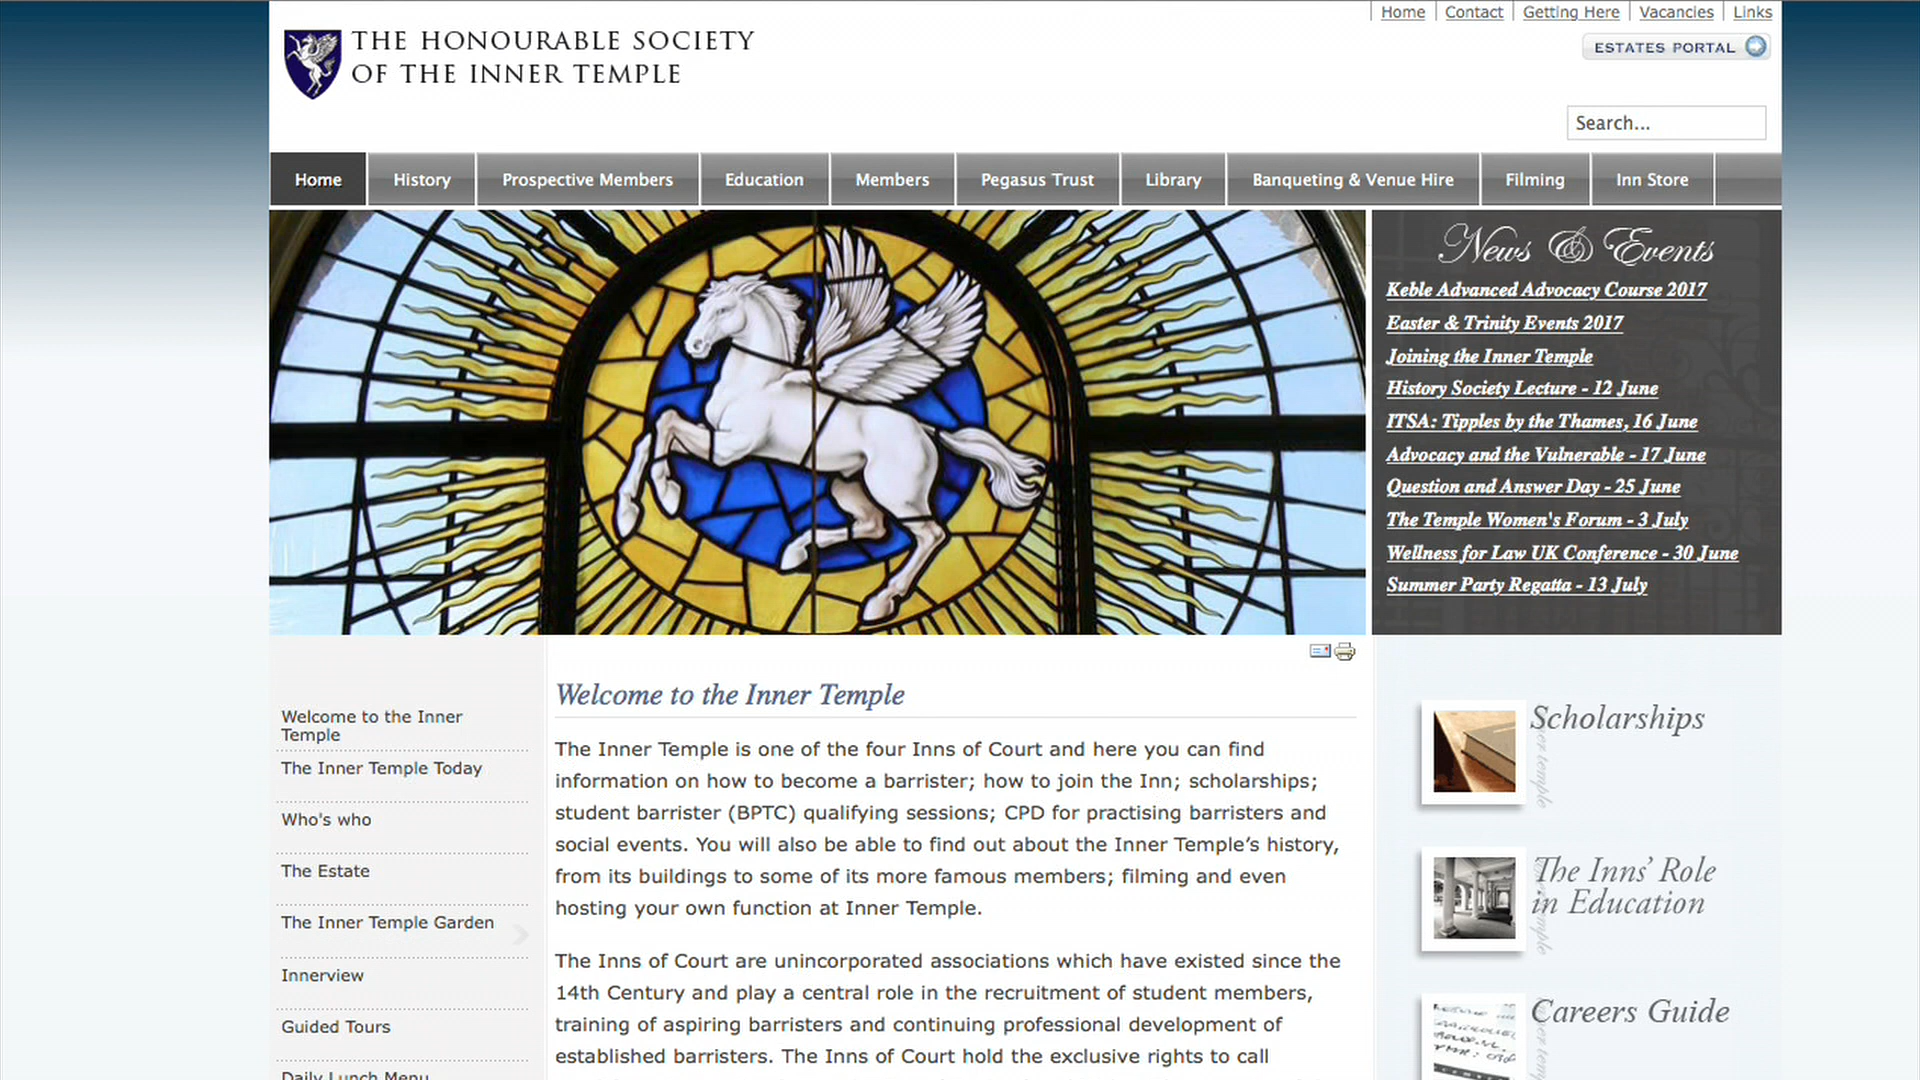 Home Contact Getting Here Vacancies Links
THE HONOURABLE SOCIETY
OF THE INNER TEMPLE
ESTATES PORTAL
Search...
Home History Prospective Members Education Members Pegasus Trust Library Banqueting & Venue Hire Filming Inn Store
News & Events
Keble Advanced Advocacy Course 2017
Easter & Trinity Events 2017
Joining the Inner Temple
History Society Lecture - 12 June
ITSA: Tipples by the Thames, 16 June
Advocacy and the Vulnerable - 17 June
Question and Answer Day - 25 June
The Temple Women's Forum - 3 July
Wellness for Law UK Conference - 30 June
Summer Party Regatta - 13 July
Welcome to the Inner
Temple
The Inner Temple Today
Who's who
The Estate
The Inner Temple Garden
Innerview
Guided Tours
Daily Lunch Menu
Welcome to the Inner Temple
The Inner Temple is one of the four Inns of Court and here you can find
information on how to become a barrister; how to join the Inn; scholarships;
student barrister (BPTC) qualifying sessions; CPD for practising barristers and
social events. You will also be able to find out about the Inner Temple’s history,
from its buildings to some of its more famous members; filming and even
hosting your own function at Inner Temple.
The Inns of Court are unincorporated associations which have existed since the
14th Century and play a central role in the recruitment of student members,
training of aspiring barristers and continuing professional development of
established barristers. The Inns of Court hold the exclusive rights to call
Scholarships
The Inns’ Role
in Education
Careers Guide